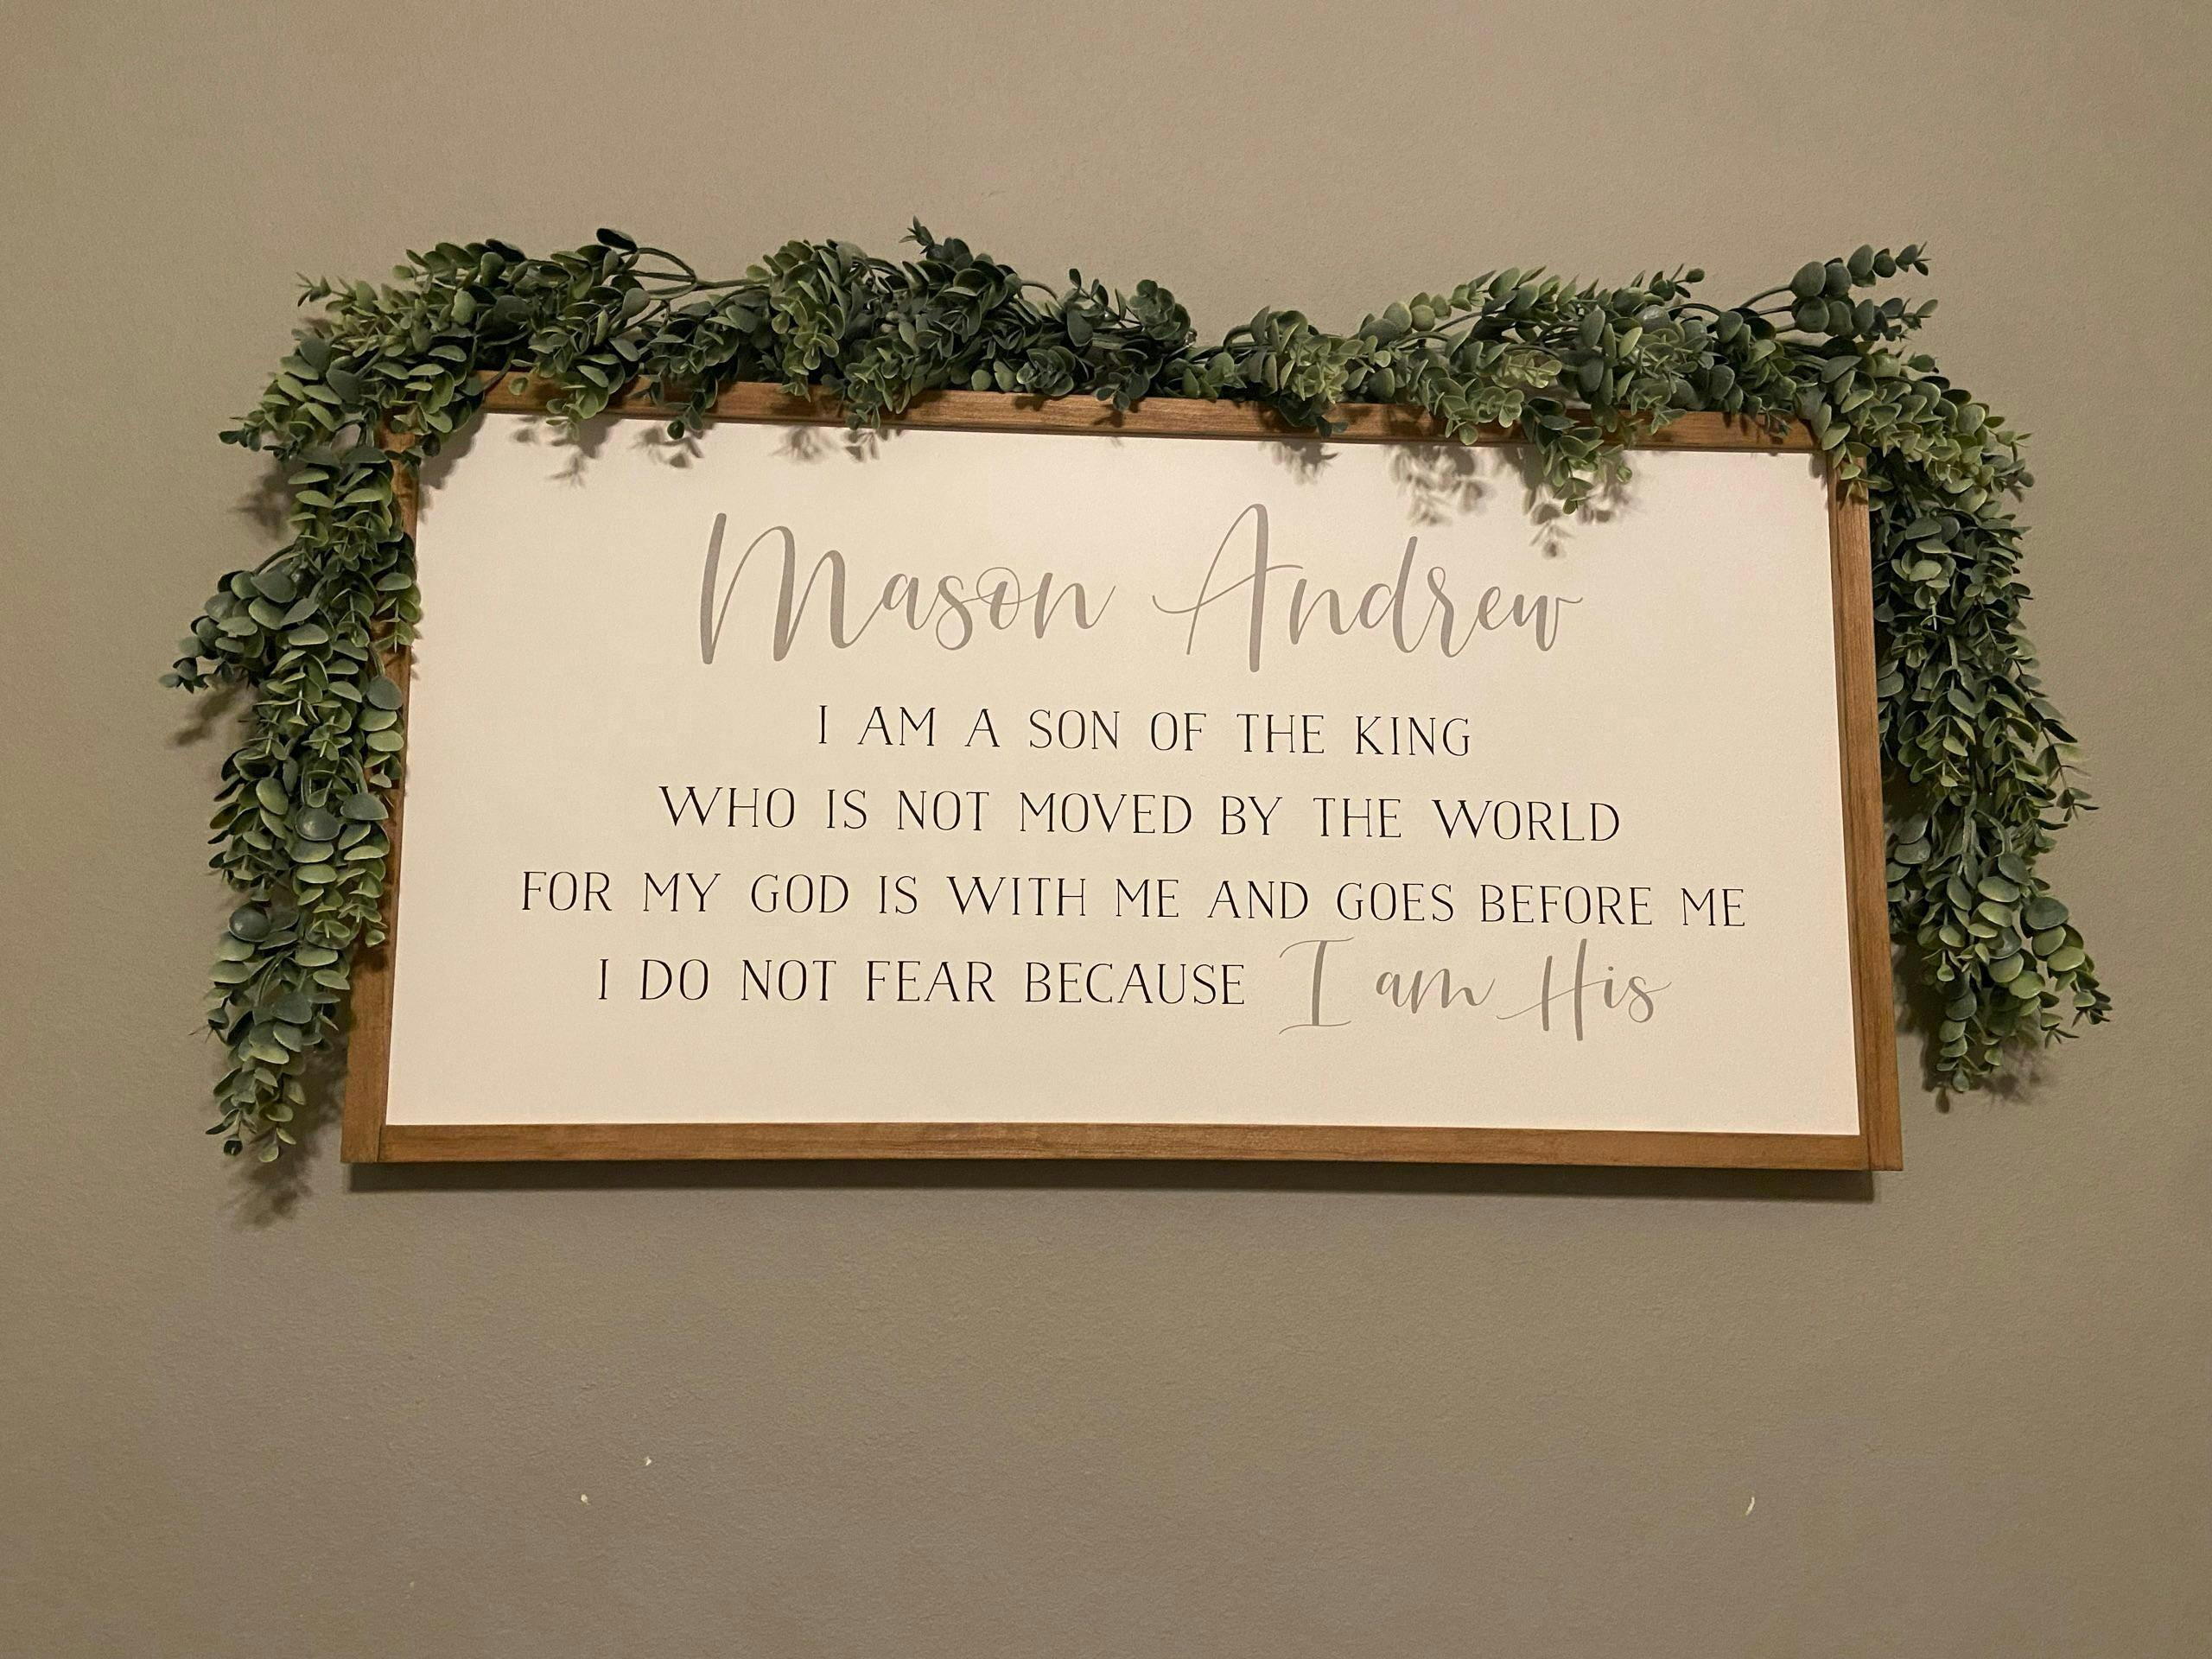 Mason Andrew
I AM A SON OF THE KING
WHO IS NOT MOVED BY THE WORLD
FOR MY GOD IS WITH ME AND GOES BEFORE ME
I DO NOT FEAR BECAUSE I am His